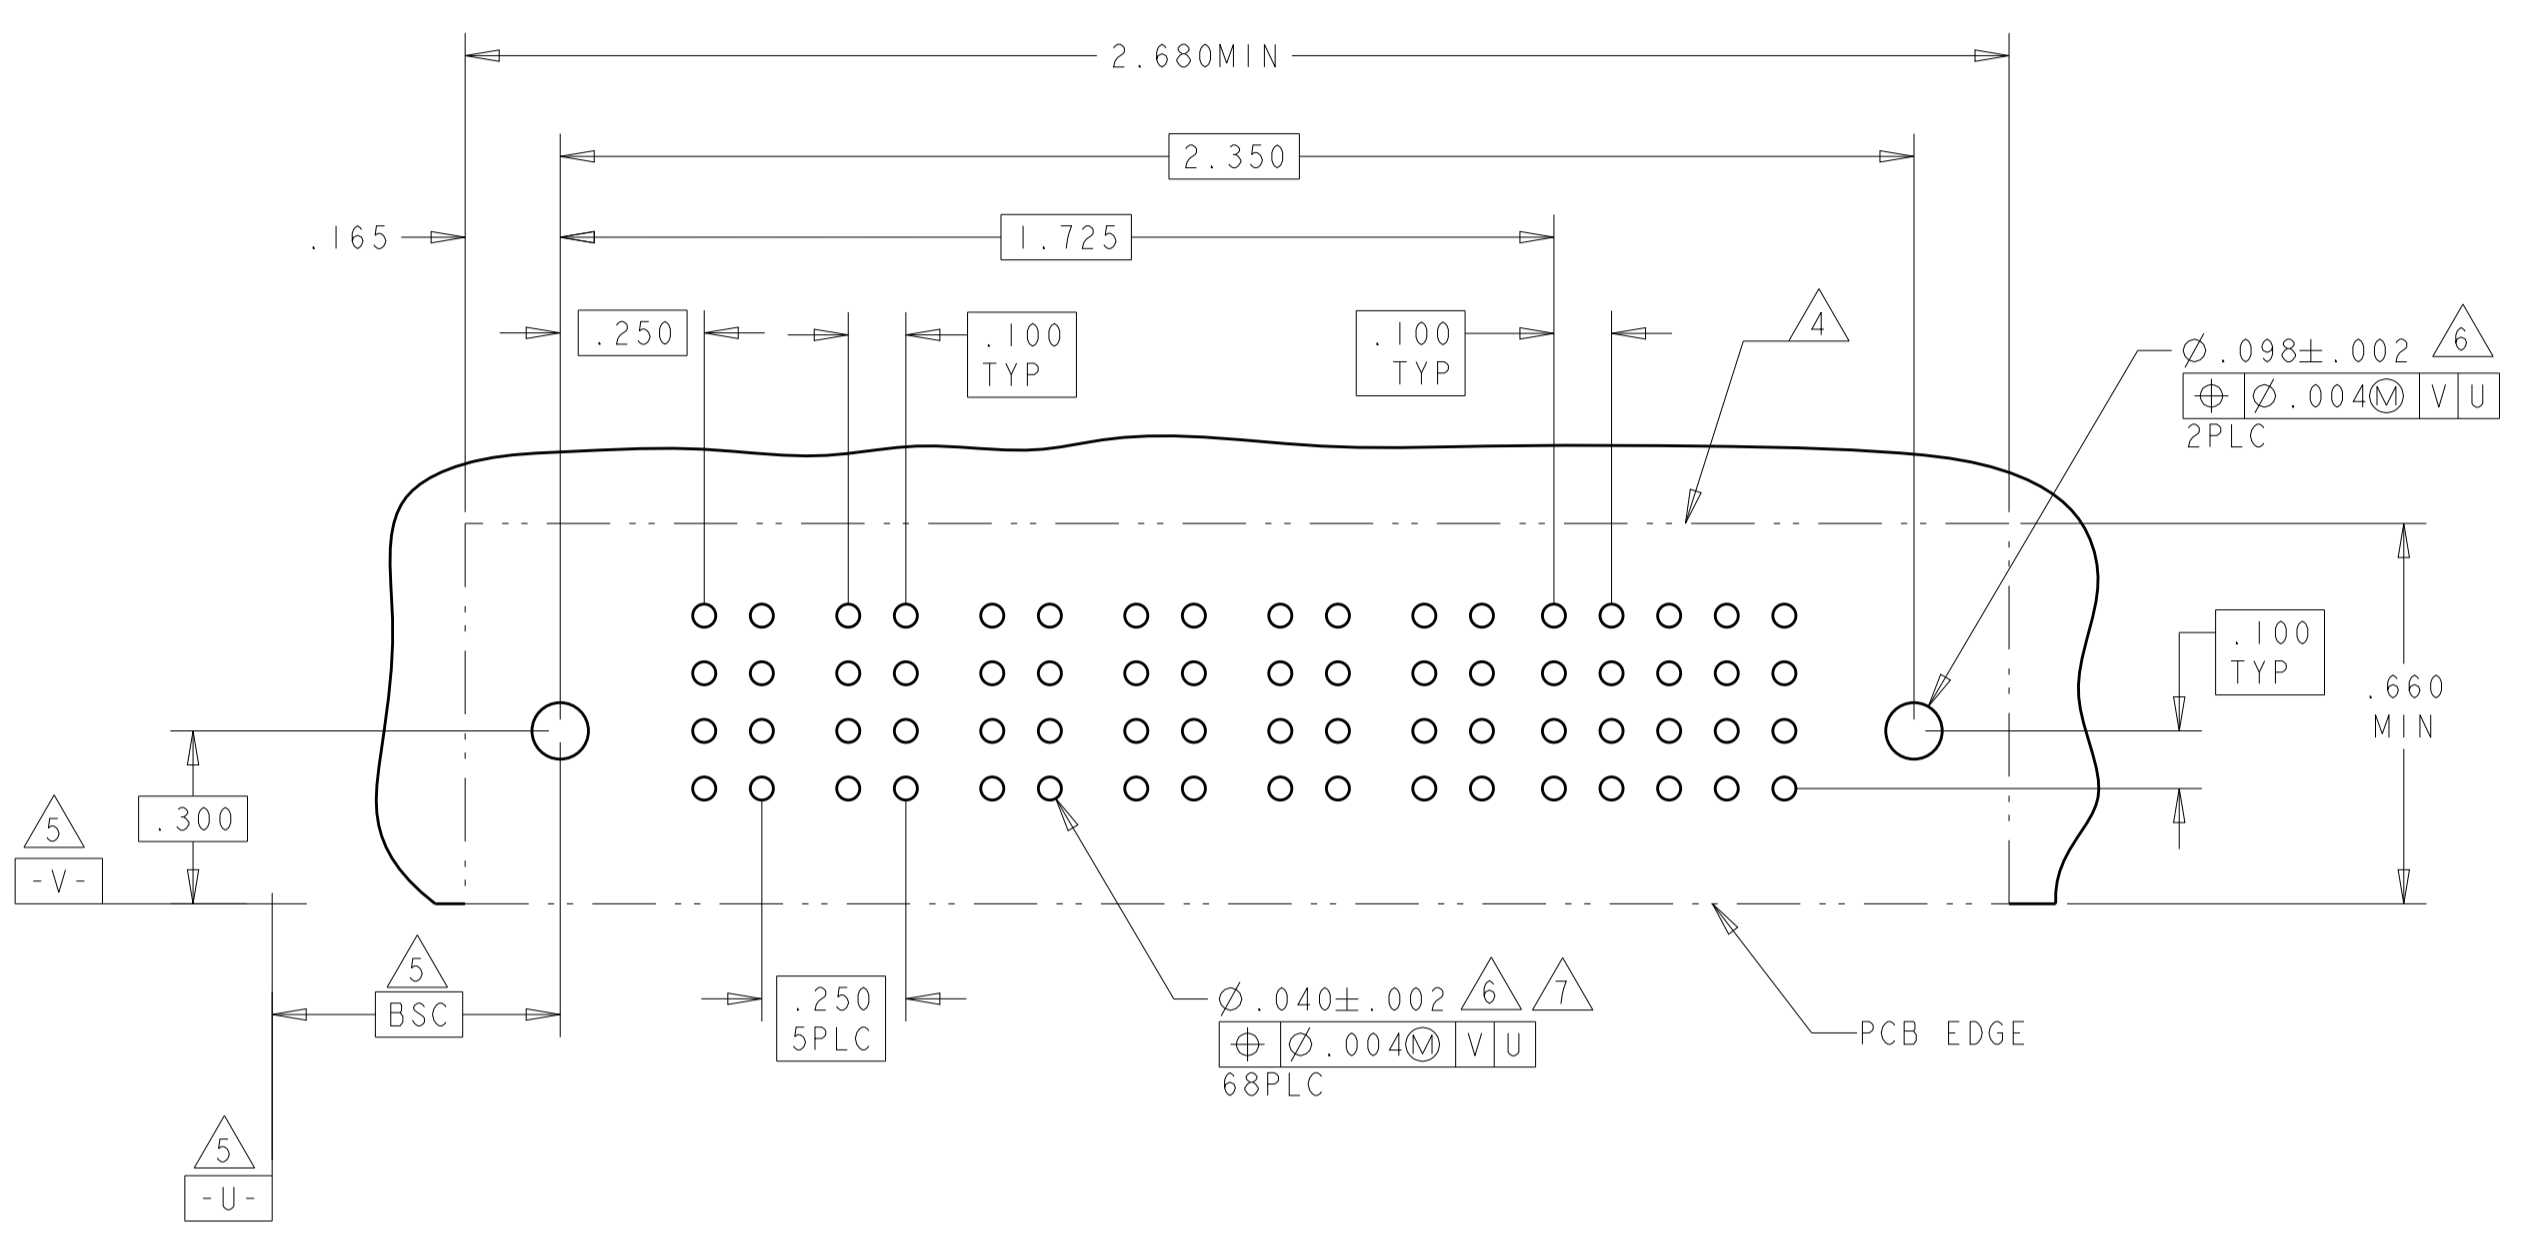 2.680MIN
2.350
.165
1.725
.250
.100
TYP
.100
TYP
4
Ø.098±.002 6
⌖ Ø.004Ⓜ V U
2PLC
.100
TYP
.660
MIN
.300
5
-V-
5
BSC
.250
5PLC
Ø.040±.002 6 7
⌖ Ø.004Ⓜ V U
68PLC
PCB EDGE
5
-U-